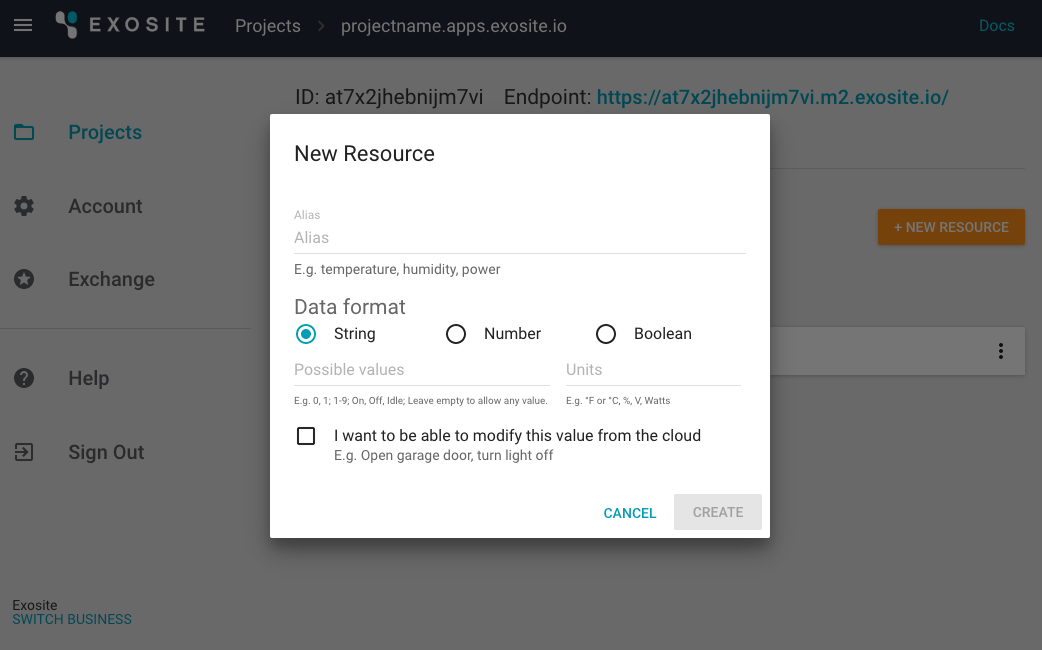 EXOSITE Projects > projectname.apps.exosite.io Docs
ID: at7x2jhebnijm7vi Endpoint: https://at7x2jhebnijm7vi.m2.exosite.io/
Projects
Account
Exchange
Help
Sign Out
Exosite
SWITCH BUSINESS
+ NEW RESOURCE
New Resource
Alias
Alias
E.g. temperature, humidity, power
Data format
String Number Boolean
Possible values Units
E.g. 0, 1; 1-9; On, Off, Idle; Leave empty to allow any value. E.g. °F or °C, %, V, Watts
I want to be able to modify this value from the cloud
E.g. Open garage door, turn light off
CANCEL CREATE